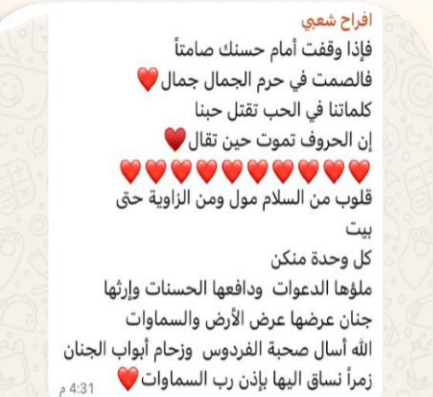 افراح شعبي
فإذا وقفت أمام حسنك صامتاً
فالصمت في حرم الجمال جمال❤️
كلماتنا في الحب تقتل حبنا
إن الحروف تموت حين تقال♥️
❤️❤️❤️❤️❤️❤️❤️❤️❤️❤️
قلوب من السلام مول ومن الزاوية حتى
بيت
كل وحدة منكن
ملؤها الدعوات ودافعها الحسنات وإرثها
جنان عرضها عرض الأرض والسماوات
الله أسال صحبة الفردوس وزحام أبواب الجنان
زمراً نساق اليها بإذن رب السماوات❤️
4:31 م